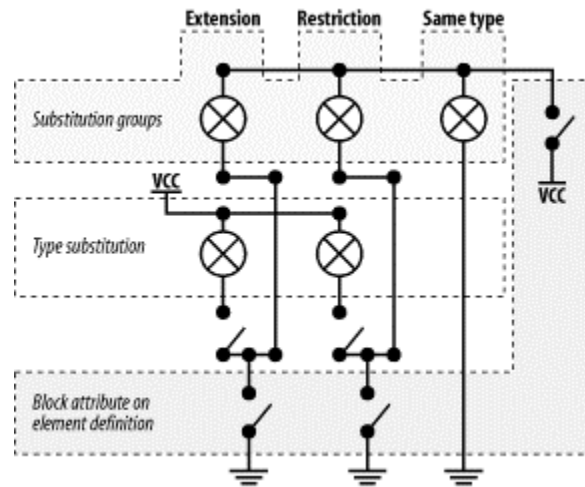 Extension Restriction Same type
Substitution groups
VCC
VCC
Type substitution
Block attribute on
element definition